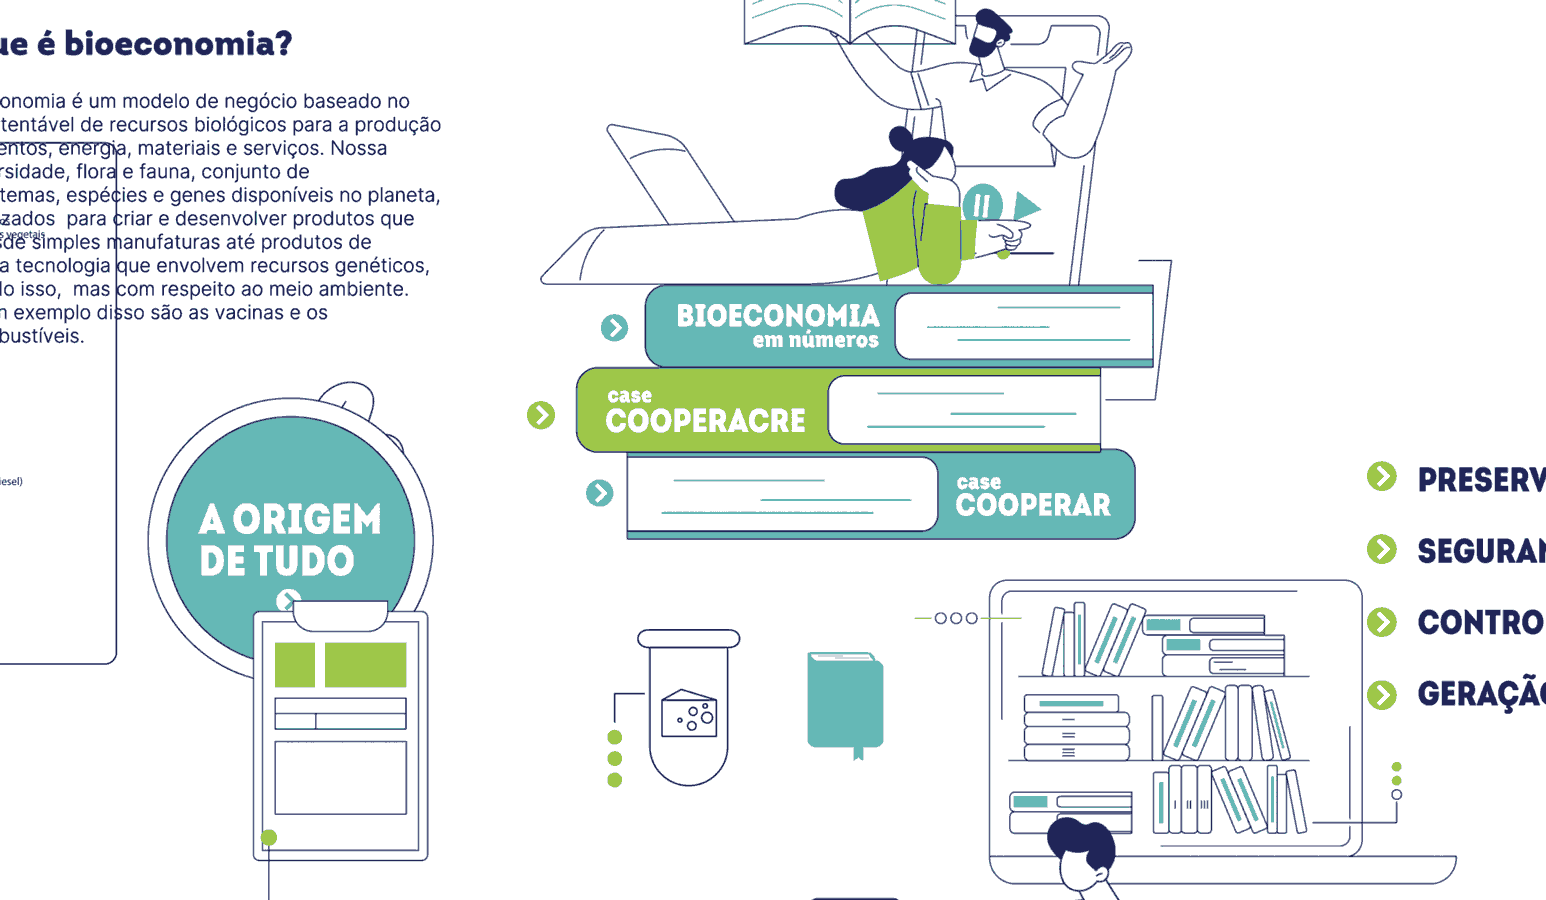 ue é bioeconomia?
onomia é um modelo de negócio baseado no
tentável de recursos biológicos para a produção
entos, energia, materiais e serviços. Nossa
rsidade, flora e fauna, conjunto de
temas, espécies e genes disponíveis no planeta,
zados para criar e desenvolver produtos que
s vegetais
sde simples manufaturas até produtos de
a tecnologia que envolvem recursos genéticos,
do isso, mas com respeito ao meio ambiente.
m exemplo disso são as vacinas e os
bustíveis.
BIOECONOMIA
em números
case
COOPERACRE
case
COOPERAR
iesel)
A ORIGEM
DE TUDO
PRESERV
SEGURAN
CONTRO
GERAÇÃO